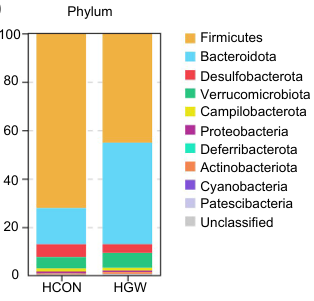 Phylum
100
80
60
40
20
0
HCON
HGW
Firmicutes
Bacteroidota
Desulfobacterota
Verrucomicrobiota
Campilobacterota
Proteobacteria
Deferribacterota
Actinobacteriota
Cyanobacteria
Patescibacteria
Unclassified